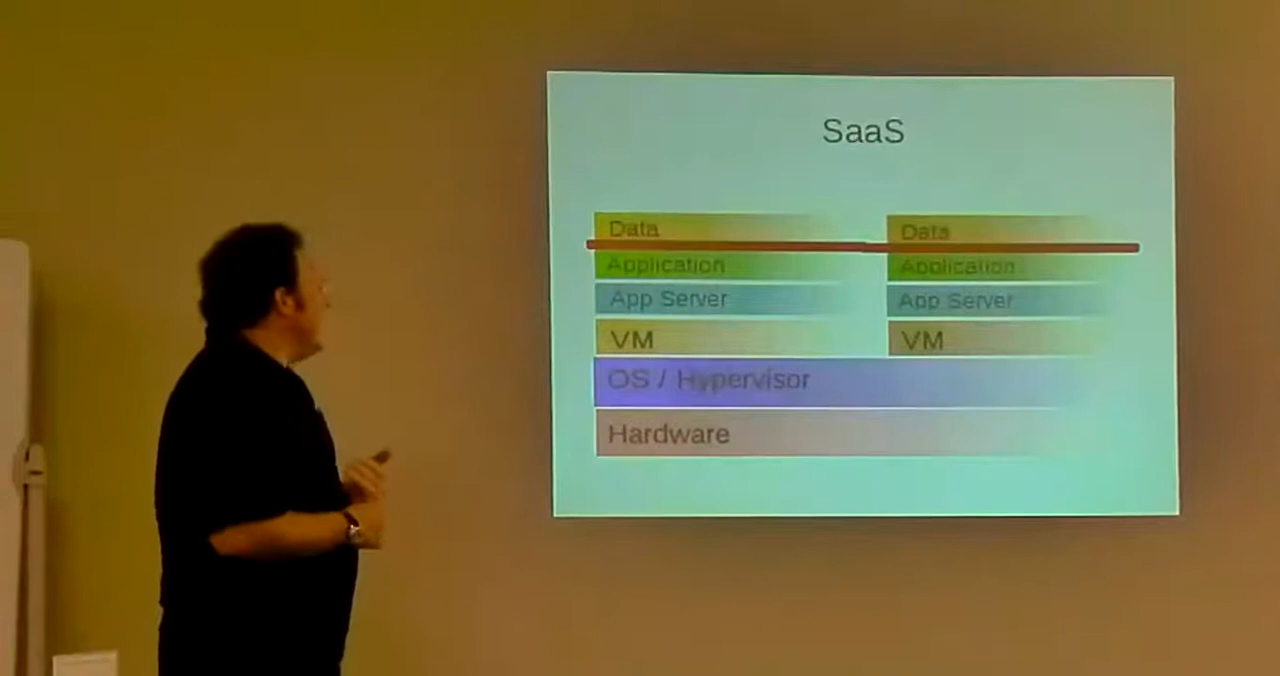 SaaS
Data
Data
Application
Application
App Server
App Server
VM
VM
OS / Hypervisor
Hardware